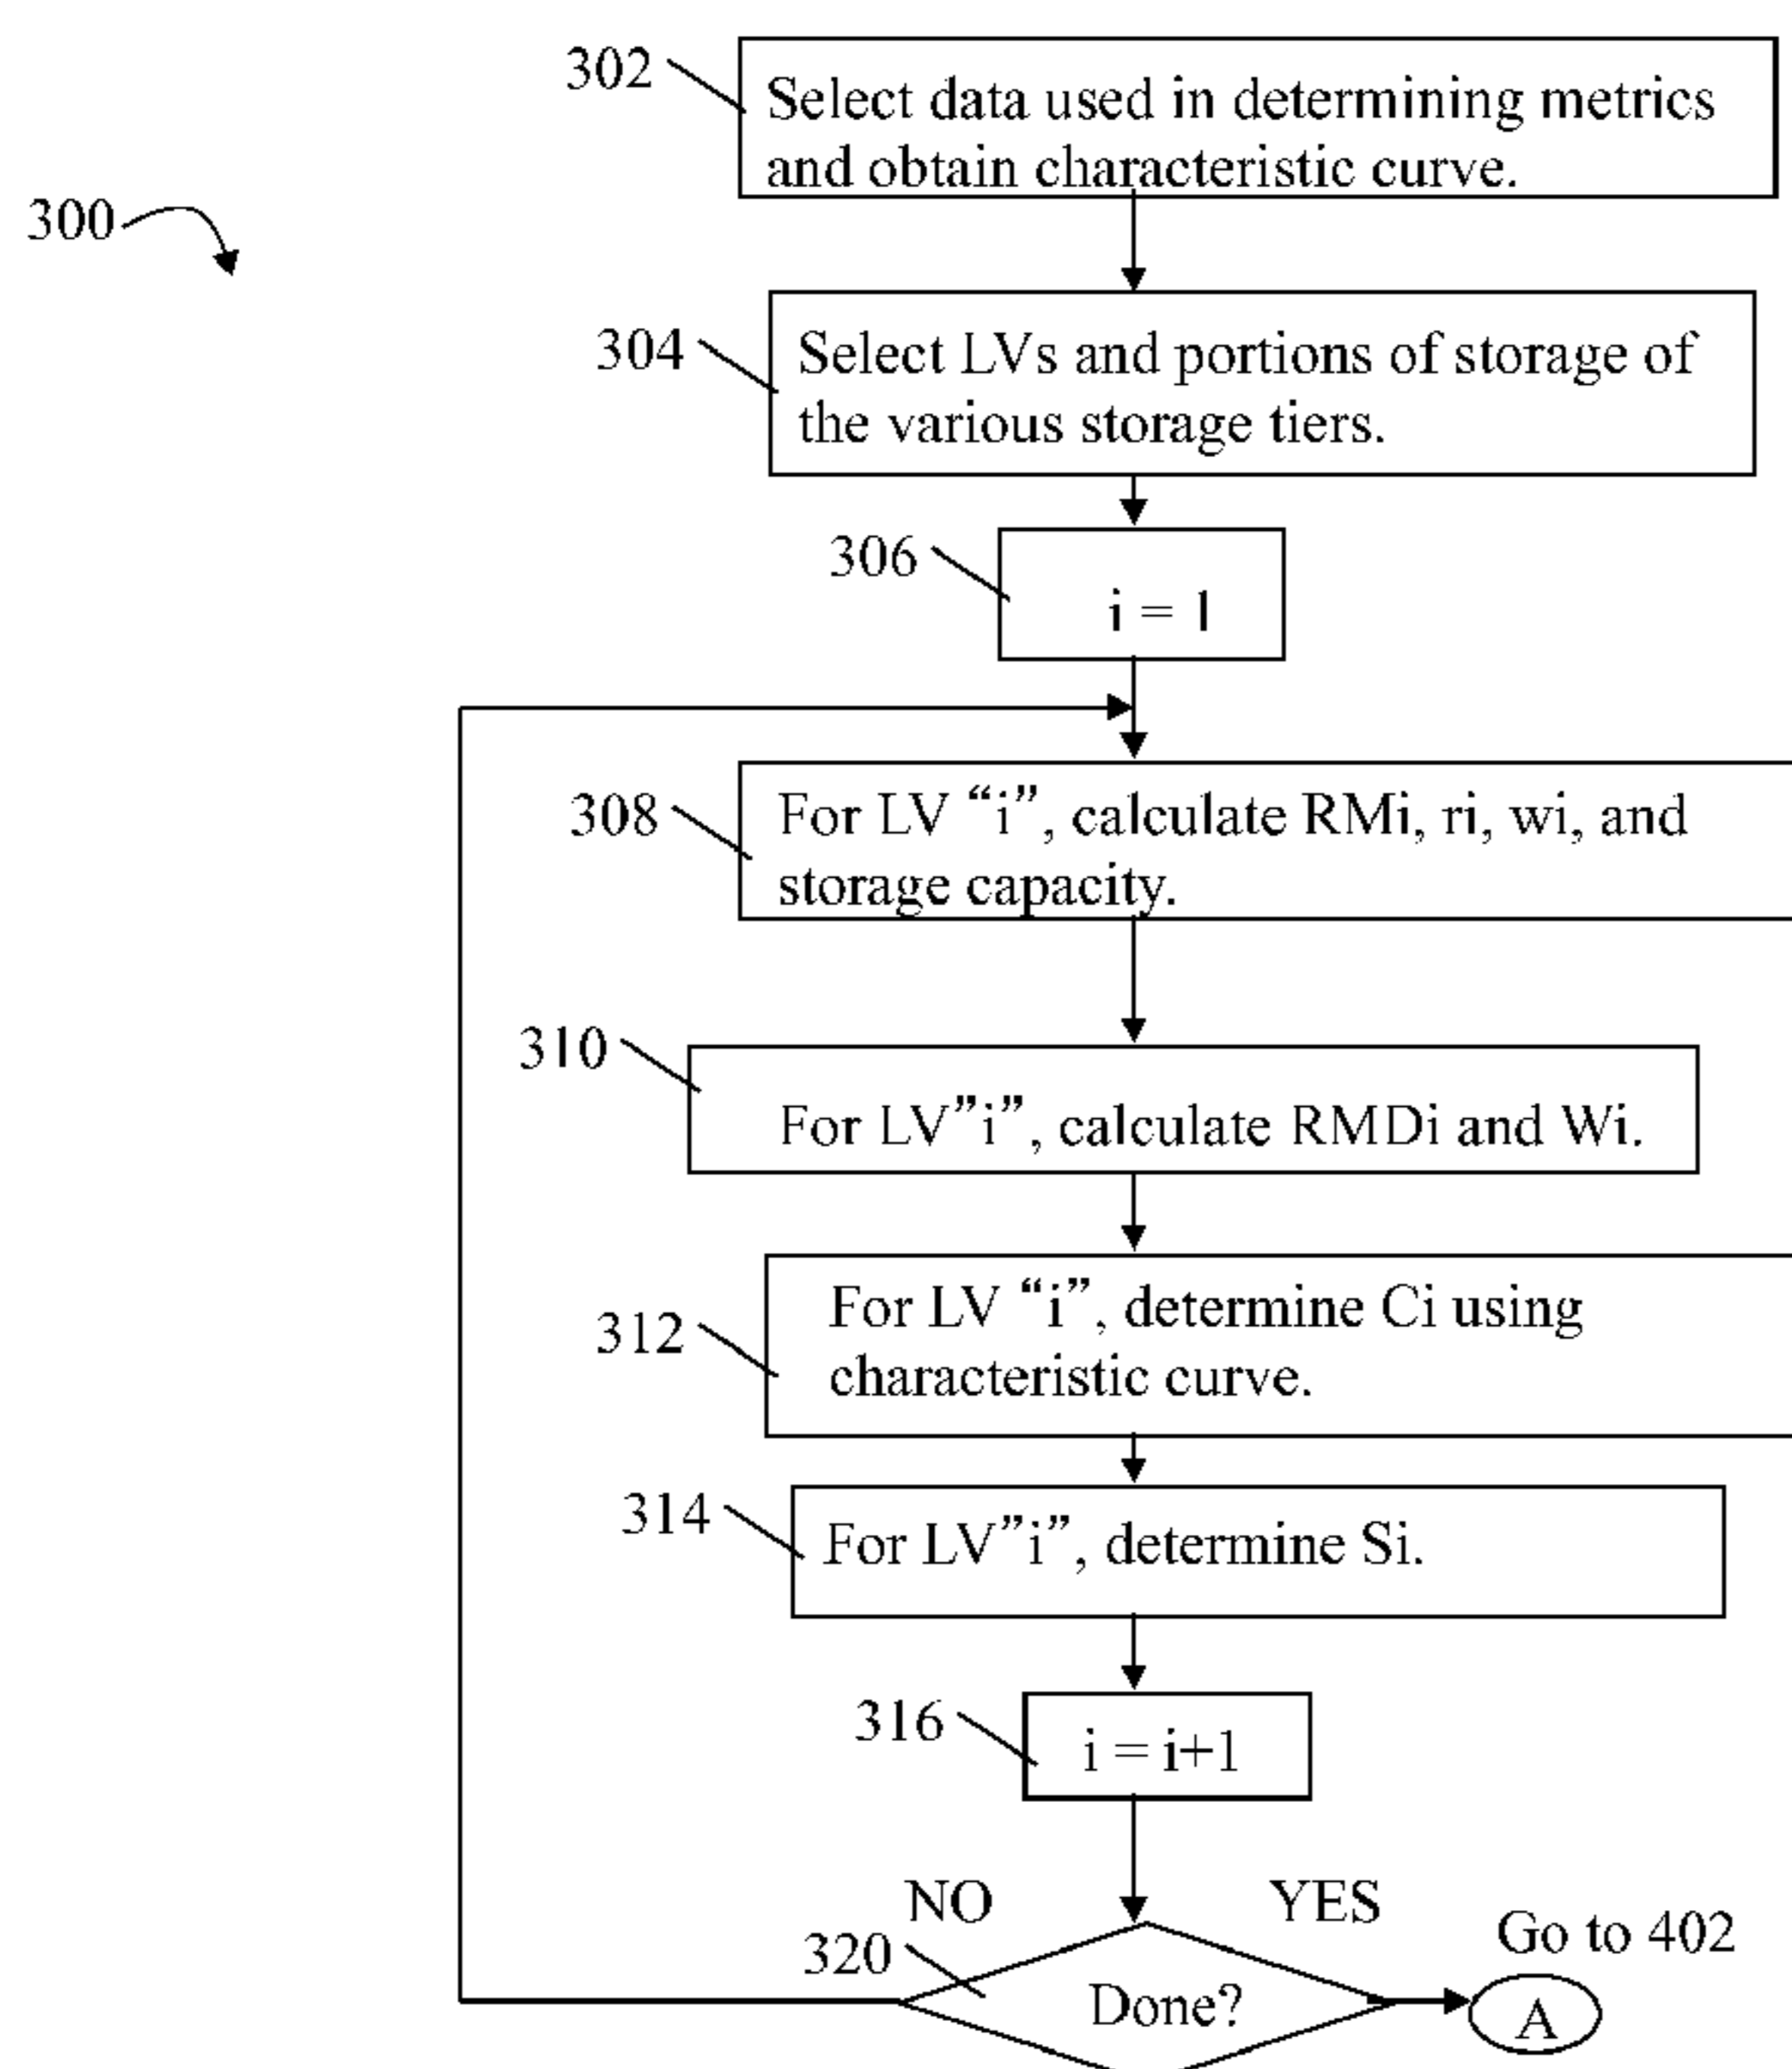 302
Select data used in determining metrics
and obtain characteristic curve.
300
304
Select LVs and portions of storage of
the various storage tiers.
306
i = 1
308
For LV “i”, calculate RMi, ri, wi, and
storage capacity.
310
For LV”i”, calculate RMDi and Wi.
312
For LV “i”, determine Ci using
characteristic curve.
314
For LV”i”, determine Si.
316
i = i+1
NO
YES
Go to 402
320
Done?
A